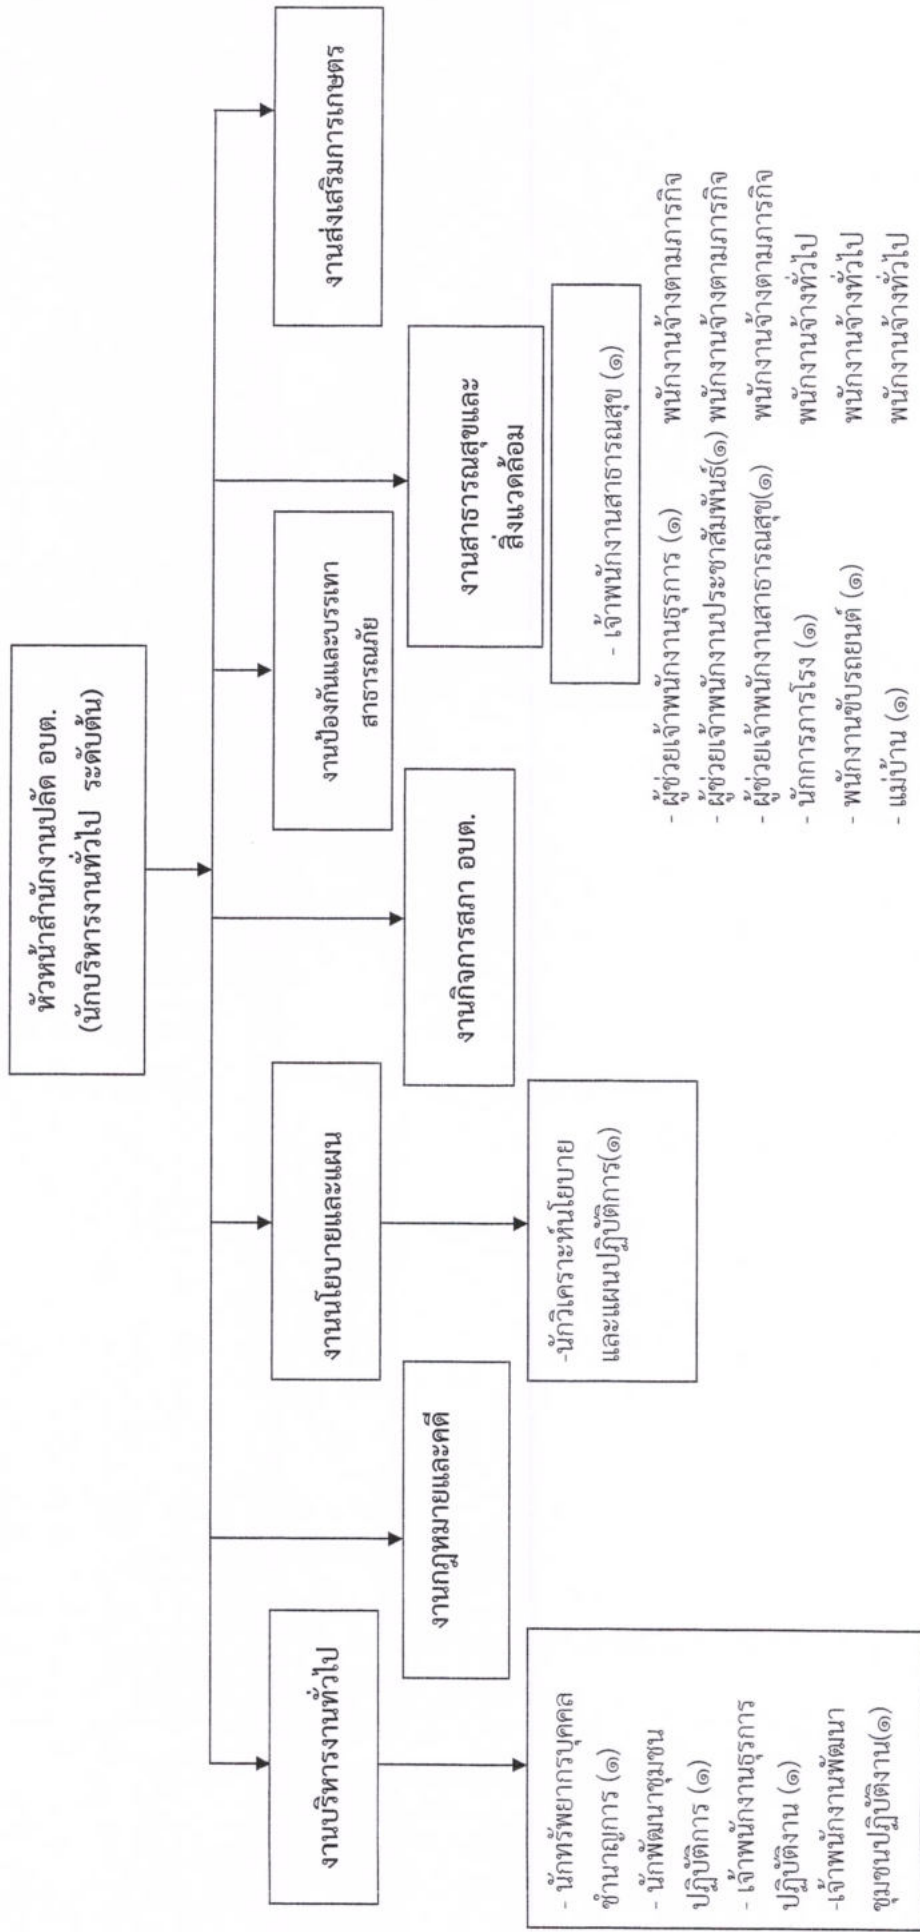 หัวหน้าสำนักงานปลัด อบต.
(นักบริหารงานทั่วไป ระดับต้น)
งานบริหารงานทั่วไป
งานกฎหมายและคดี
งานนโยบายและแผน
งานกิจการสภา อบต.
งานป้องกันและบรรเทา
สาธารณภัย
งานสาธารณสุขและ
สิ่งแวดล้อม
งานส่งเสริมการเกษตร
- นักทรัพยากรบุคคล
ชำนาญการ (๑)
- นักพัฒนาชุมชน
ปฏิบัติการ (๑)
- เจ้าพนักงานธุรการ
ปฏิบัติงาน (๑)
-เจ้าพนักงานพัฒนา
ชุมชนปฏิบัติงาน(๑)
-นักวิเคราะห์นโยบาย
และแผนปฏิบัติการ(๑)
- เจ้าพนักงานสาธารณสุข (๑)
- ผู้ช่วยเจ้าพนักงานธุรการ (๑) พนักงานจ้างตามภารกิจ
- ผู้ช่วยเจ้าพนักงานประชาสัมพันธ์(๑) พนักงานจ้างตามภารกิจ
- ผู้ช่วยเจ้าพนักงานสาธารณสุข(๑) พนักงานจ้างตามภารกิจ
- นักการภารโรง (๑) พนักงานจ้างทั่วไป
- พนักงานขับรถยนต์ (๑) พนักงานจ้างทั่วไป
- แม่บ้าน (๑) พนักงานจ้างทั่วไป